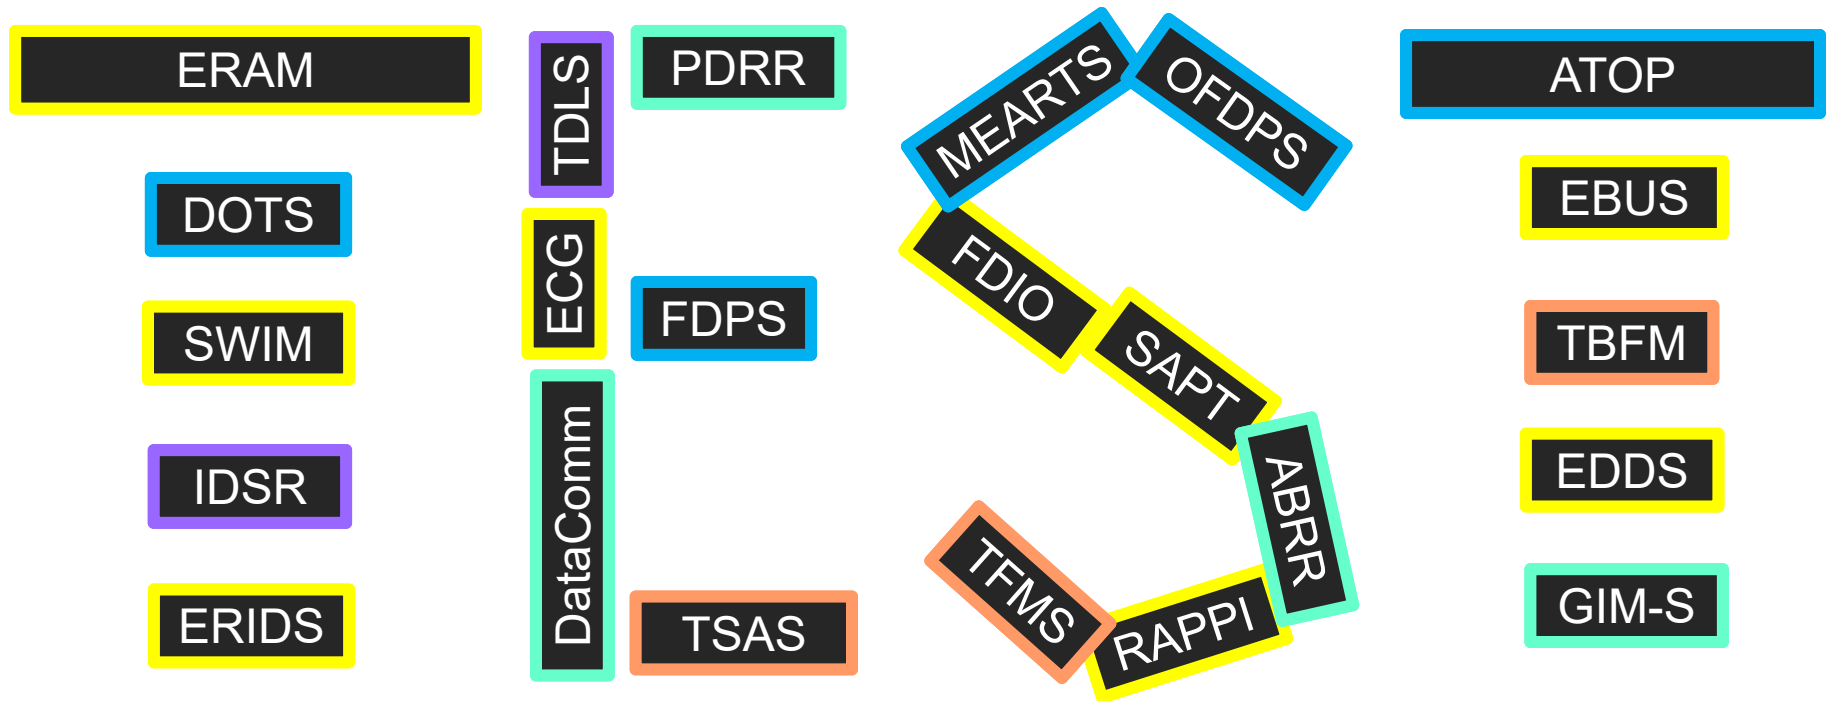 ERAM
DOTS
SWIM
IDSR
ERIDS
TDLS
ECG
DataComm
PDRR
FDPS
TSAS
MEARTS
OFDPS
FDIO
SAPT
ABRR
RAPPI
TFMS
ATOP
EBUS
TBFM
EDDS
GIM-S